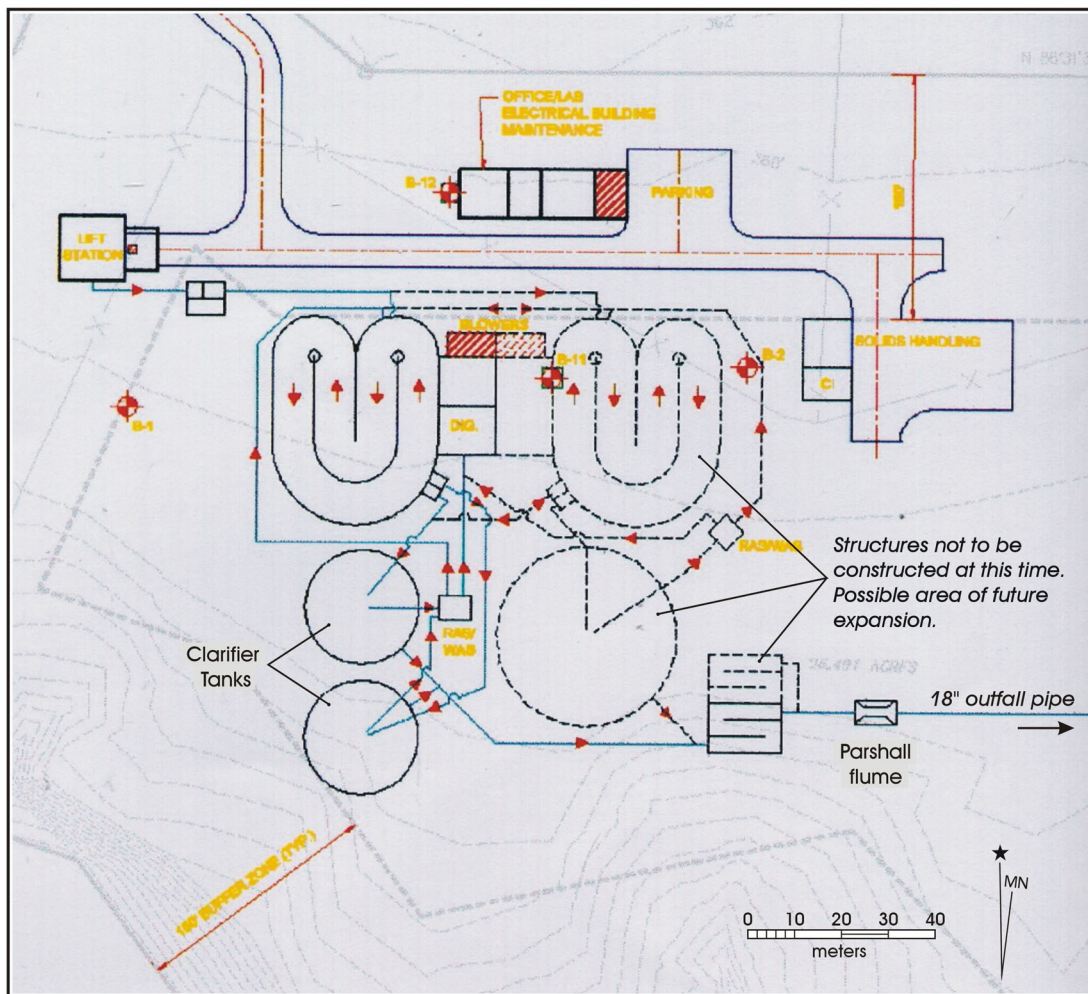 362'
OFFICE/LAB
ELECTRICAL BUILDING
MAINTENANCE
B-12
PARKING
LIFT
STATION
BLOWERS
B-11
B-2
SOLIDS HANDLING
B-1
DIG.
RAS/WAS
Structures not to be
constructed at this time.
Possible area of future
expansion.
RAS/
WAS
Clarifier
Tanks
18" outfall pipe
Parshall
flume
150' BUFFER ZONE (TYP.)
MN
0 10 20 30 40
meters